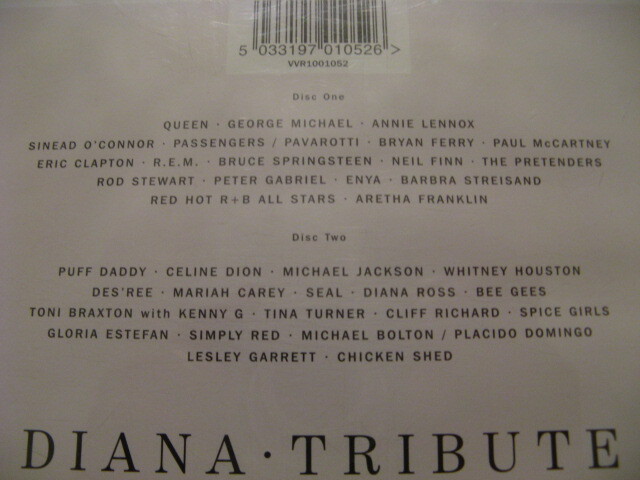 5 033197 010526 >
VVR1001052
Disc One
QUEEN · GEORGE MICHAEL · ANNIE LENNOX
SINEAD O'CONNOR · PASSENGERS / PAVAROTTI · BRYAN FERRY · PAUL McCARTNEY
ERIC CLAPTON · R.E.M. · BRUCE SPRINGSTEEN · NEIL FINN · THE PRETENDERS
ROD STEWART · PETER GABRIEL · ENYA · BARBRA STREISAND
RED HOT R+B ALL STARS · ARETHA FRANKLIN
Disc Two
PUFF DADDY · CELINE DION · MICHAEL JACKSON · WHITNEY HOUSTON
DES'REE · MARIAH CAREY · SEAL · DIANA ROSS · BEE GEES
TONI BRAXTON with KENNY G · TINA TURNER · CLIFF RICHARD · SPICE GIRLS
GLORIA ESTEFAN · SIMPLY RED · MICHAEL BOLTON / PLACIDO DOMINGO
LESLEY GARRETT · CHICKEN SHED
DIANA · TRIBUTE